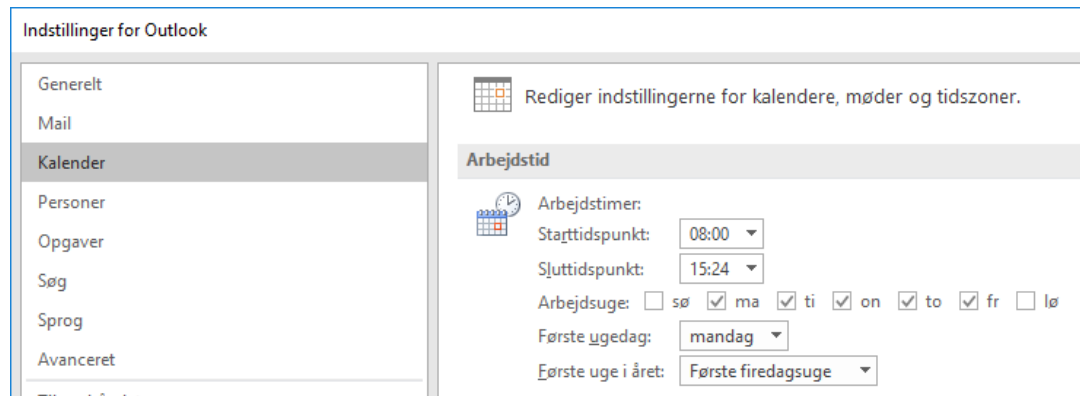 Indstillinger for Outlook
Generelt
Mail
Kalender
Personer
Opgaver
Søg
Sprog
Avanceret
Rediger indstillingerne for kalendere, møder og tidszoner.
Arbejdstid
Arbejdstimer:
Starttidspunkt: 08:00
Sluttidspunkt: 15:24
Arbejdsuge: sø ma ti on to fr lø
Første ugedag: mandag
Første uge i året: Første firedagsuge